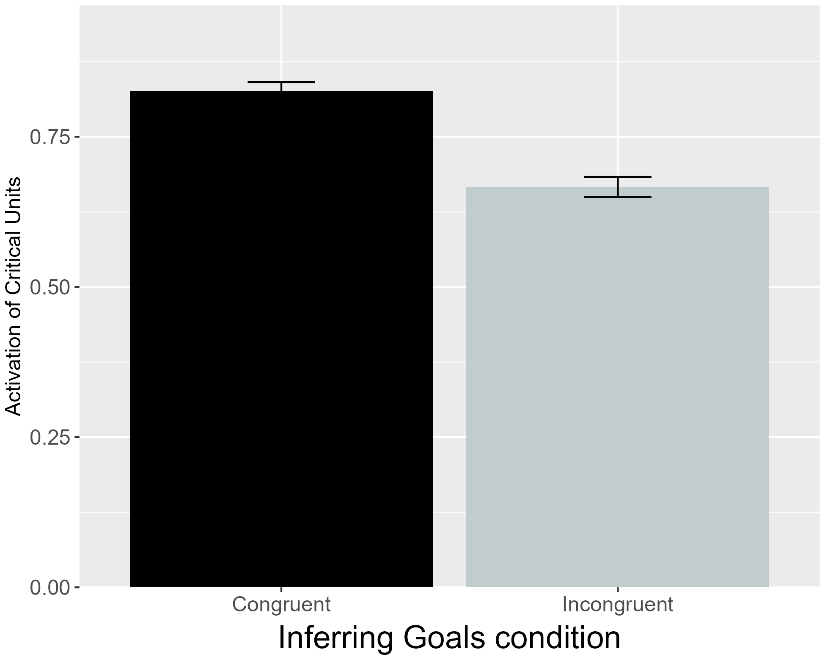 Activation of Critical Units
0.75
0.50
0.25
0.00
Congruent
Incongruent
Inferring Goals condition